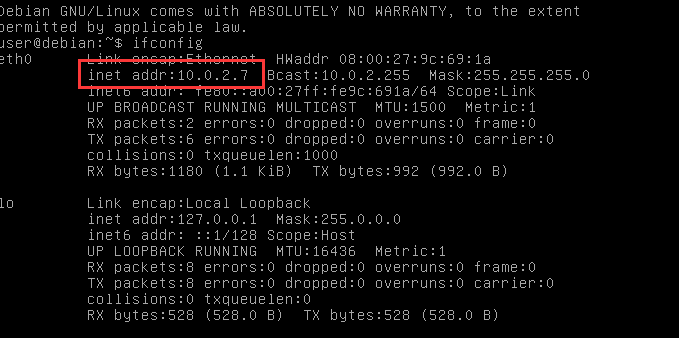 Debian GNU/Linux comes with ABSOLUTELY NO WARRANTY, to the extent
permitted by applicable law.
user@debian:~$ ifconfig
eth0 Link encap:Ethernet HWaddr 08:00:27:9c:69:1a
inet addr:10.0.2.7 Bcast:10.0.2.255 Mask:255.255.255.0
inet6 addr: fe80::a00:27ff:fe9c:691a/64 Scope:Link
UP BROADCAST RUNNING MULTICAST MTU:1500 Metric:1
RX packets:2 errors:0 dropped:0 overruns:0 frame:0
TX packets:6 errors:0 dropped:0 overruns:0 carrier:0
collisions:0 txqueuelen:1000
RX bytes:1180 (1.1 KiB) TX bytes:992 (992.0 B)
lo Link encap:Local Loopback
inet addr:127.0.0.1 Mask:255.0.0.0
inet6 addr: ::1/128 Scope:Host
UP LOOPBACK RUNNING MTU:16436 Metric:1
RX packets:8 errors:0 dropped:0 overruns:0 frame:0
TX packets:8 errors:0 dropped:0 overruns:0 carrier:0
collisions:0 txqueuelen:0
RX bytes:528 (528.0 B) TX bytes:528 (528.0 B)